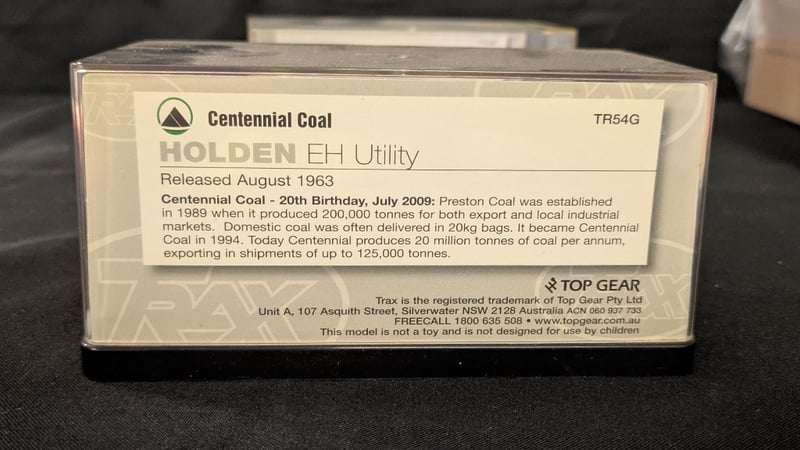 Centennial Coal
TR54G
HOLDEN EH Utility
Released August 1963
Centennial Coal - 20th Birthday, July 2009: Preston Coal was established
in 1989 when it produced 200,000 tonnes for both export and local industrial
markets. Domestic coal was often delivered in 20kg bags. It became Centennial
Coal in 1994. Today Centennial produces 20 million tonnes of coal per annum,
exporting in shipments of up to 125,000 tonnes.
TRAX
TOP GEAR
Trax is the registered trademark of Top Gear Pty Ltd
Unit A, 107 Asquith Street, Silverwater NSW 2128 Australia ACN 060 937 733
FREECALL 1800 635 508 • www.topgear.com.au
This model is not a toy and is not designed for use by children